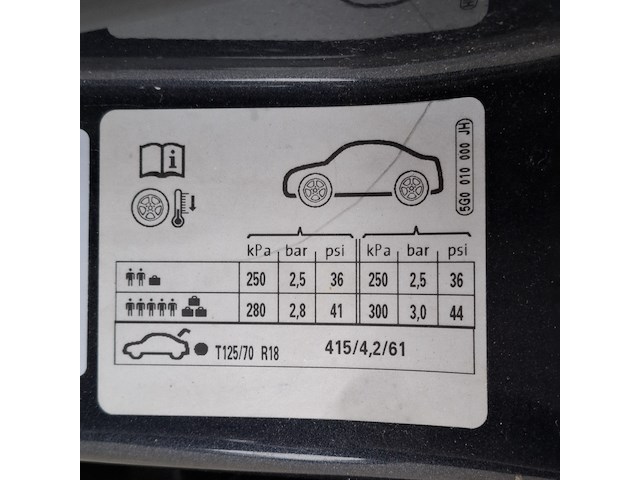 i
5G0 010 000 JH
kPa bar psi kPa bar psi
250 2,5 36 250 2,5 36
280 2,8 41 300 3,0 44
T125/70 R18 415/4,2/61